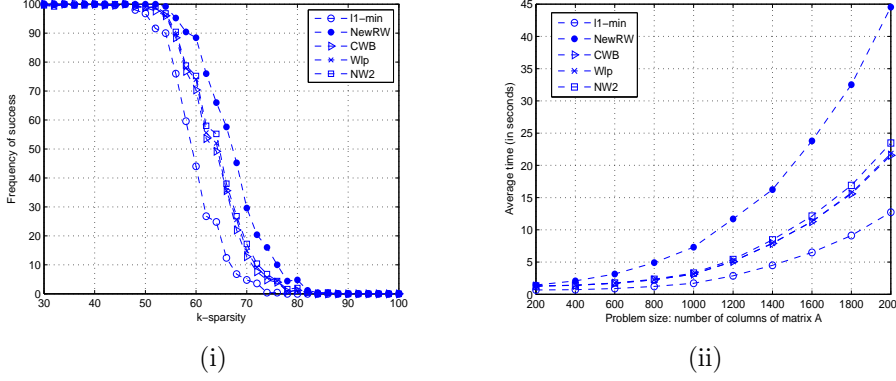 100
90
80
70
60
50
40
30
20
10
0
Frequency of success
30 40 50 60 70 80 90 100
k−sparsity
l1−min
NewRW
CWB
Wlp
NW2
(i)
45
40
35
30
25
20
15
10
5
0
Average time (in seconds)
200 400 600 800 1000 1200 1400 1600 1800 200
Problem size: number of columns of matrix A
l1−min
NewRW
CWB
Wlp
NW2
(ii)